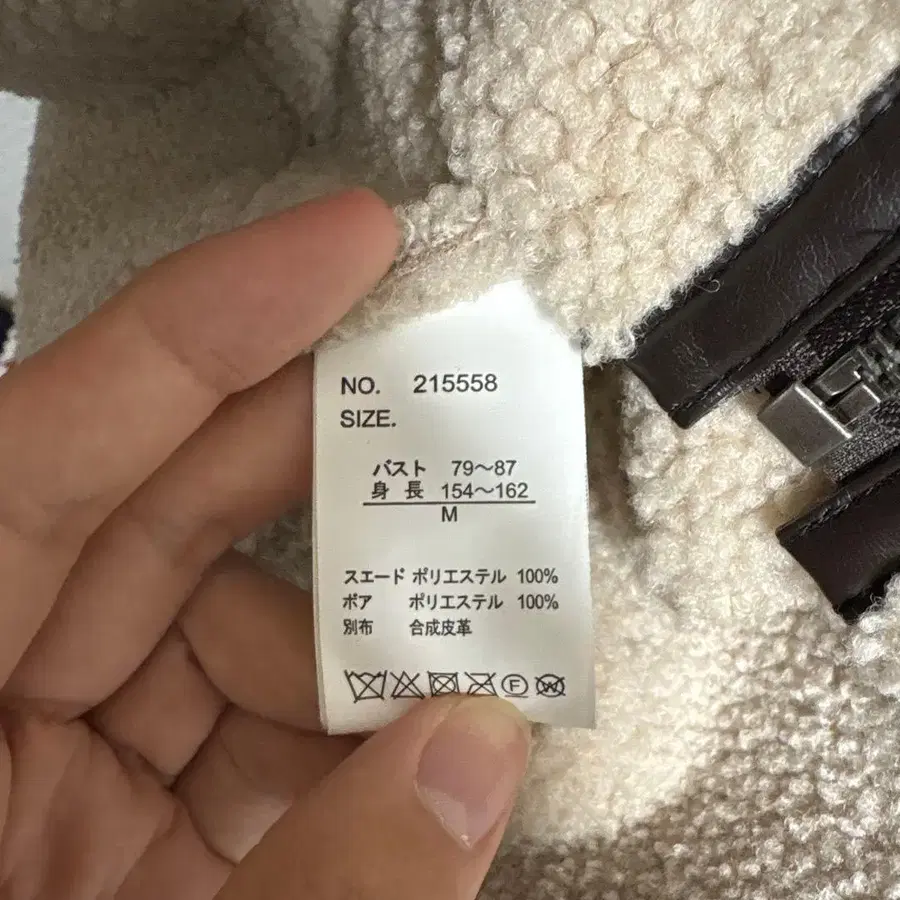 NO. 215558
SIZE.
バスト 79～87
身 長 154～162
M
スエード ポリエステル 100%
ボア ポリエステル 100%
別布 合成皮革
F W